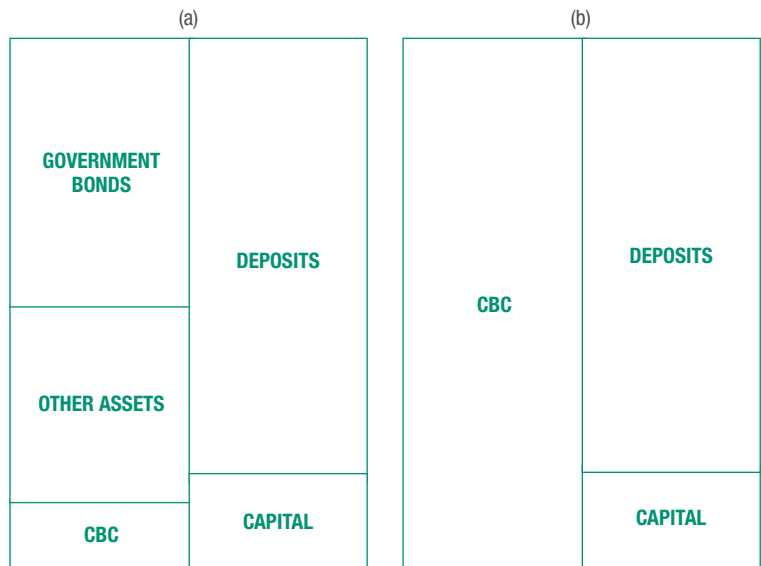 (a)
GOVERNMENT
BONDS
DEPOSITS
OTHER ASSETS
CBC
CAPITAL
(b)
CBC
DEPOSITS
CAPITAL